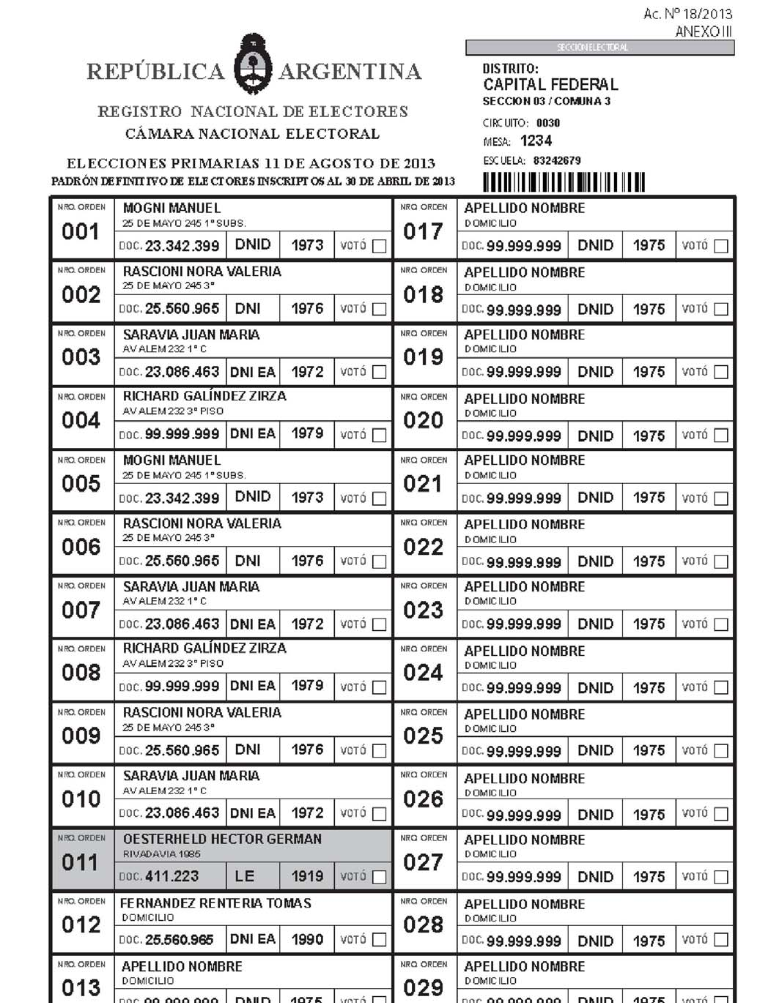 Ac. Nº 18/2013
ANEXO III
SECCIÓN ELECTORAL
REPÚBLICA ARGENTINA
REGISTRO NACIONAL DE ELECTORES
CÁMARA NACIONAL ELECTORAL
ELECCIONES PRIMARIAS 11 DE AGOSTO DE 2013
PADRÓN DEFINITIVO DE ELECTORES INSCRIPTOS AL 30 DE ABRIL DE 2013
DISTRITO:
CAPITAL FEDERAL
SECCION 03 / COMUNA 3
CIRCUITO: 0030
MESA: 1234
ESCUELA: 83242679
NRO. ORDEN
001
MOGNI MANUEL
25 DE MAYO 245 1º SUBS.
DOC. 23.342.399 DNID 1973 VOTÓ
NRO. ORDEN
002
RASCIONI NORA VALERIA
25 DE MAYO 245 3º
DOC. 25.560.965 DNI 1976 VOTÓ
NRO. ORDEN
003
SARAVIA JUAN MARIA
AV ALEM 232 1º C
DOC. 23.086.463 DNI EA 1972 VOTÓ
NRO. ORDEN
004
RICHARD GALÍNDEZ ZIRZA
AV ALEM 232 3º PISO
DOC. 99.999.999 DNI EA 1979 VOTÓ
NRO. ORDEN
005
MOGNI MANUEL
25 DE MAYO 245 1º SUBS.
DOC. 23.342.399 DNID 1973 VOTÓ
NRO. ORDEN
006
RASCIONI NORA VALERIA
25 DE MAYO 245 3º
DOC. 25.560.965 DNI 1976 VOTÓ
NRO. ORDEN
007
SARAVIA JUAN MARIA
AV ALEM 232 1º C
DOC. 23.086.463 DNI EA 1972 VOTÓ
NRO. ORDEN
008
RICHARD GALÍNDEZ ZIRZA
AV ALEM 232 3º PISO
DOC. 99.999.999 DNI EA 1979 VOTÓ
NRO. ORDEN
009
RASCIONI NORA VALERIA
25 DE MAYO 245 3º
DOC. 25.560.965 DNI 1976 VOTÓ
NRO. ORDEN
010
SARAVIA JUAN MARIA
AV ALEM 232 1º C
DOC. 23.086.463 DNI EA 1972 VOTÓ
NRO. ORDEN
011
OESTERHELD HECTOR GERMAN
RIVADAVIA 1985
DOC. 411.223 LE 1919 VOTÓ
NRO. ORDEN
012
FERNANDEZ RENTERIA TOMAS
DOMICILIO
DOC. 25.560.965 DNI EA 1990 VOTÓ
NRO. ORDEN
013
APELLIDO NOMBRE
DOMICILIO
DOC. 99.999.999 DNID 1975
NRO. ORDEN
017
APELLIDO NOMBRE
DOMICILIO
DOC. 99.999.999 DNID 1975 VOTÓ
NRO. ORDEN
018
APELLIDO NOMBRE
DOMICILIO
DOC. 99.999.999 DNID 1975 VOTÓ
NRO. ORDEN
019
APELLIDO NOMBRE
DOMICILIO
DOC. 99.999.999 DNID 1975 VOTÓ
NRO. ORDEN
020
APELLIDO NOMBRE
DOMICILIO
DOC. 99.999.999 DNID 1975 VOTÓ
NRO. ORDEN
021
APELLIDO NOMBRE
DOMICILIO
DOC. 99.999.999 DNID 1975 VOTÓ
NRO. ORDEN
022
APELLIDO NOMBRE
DOMICILIO
DOC. 99.999.999 DNID 1975 VOTÓ
NRO. ORDEN
023
APELLIDO NOMBRE
DOMICILIO
DOC. 99.999.999 DNID 1975 VOTÓ
NRO. ORDEN
024
APELLIDO NOMBRE
DOMICILIO
DOC. 99.999.999 DNID 1975 VOTÓ
NRO. ORDEN
025
APELLIDO NOMBRE
DOMICILIO
DOC. 99.999.999 DNID 1975 VOTÓ
NRO. ORDEN
026
APELLIDO NOMBRE
DOMICILIO
DOC. 99.999.999 DNID 1975 VOTÓ
NRO. ORDEN
027
APELLIDO NOMBRE
DOMICILIO
DOC. 99.999.999 DNID 1975 VOTÓ
NRO. ORDEN
028
APELLIDO NOMBRE
DOMICILIO
DOC. 99.999.999 DNID 1975 VOTÓ
NRO. ORDEN
029
APELLIDO NOMBRE
DOMICILIO
DOC. 99.999.999 DNID 1975